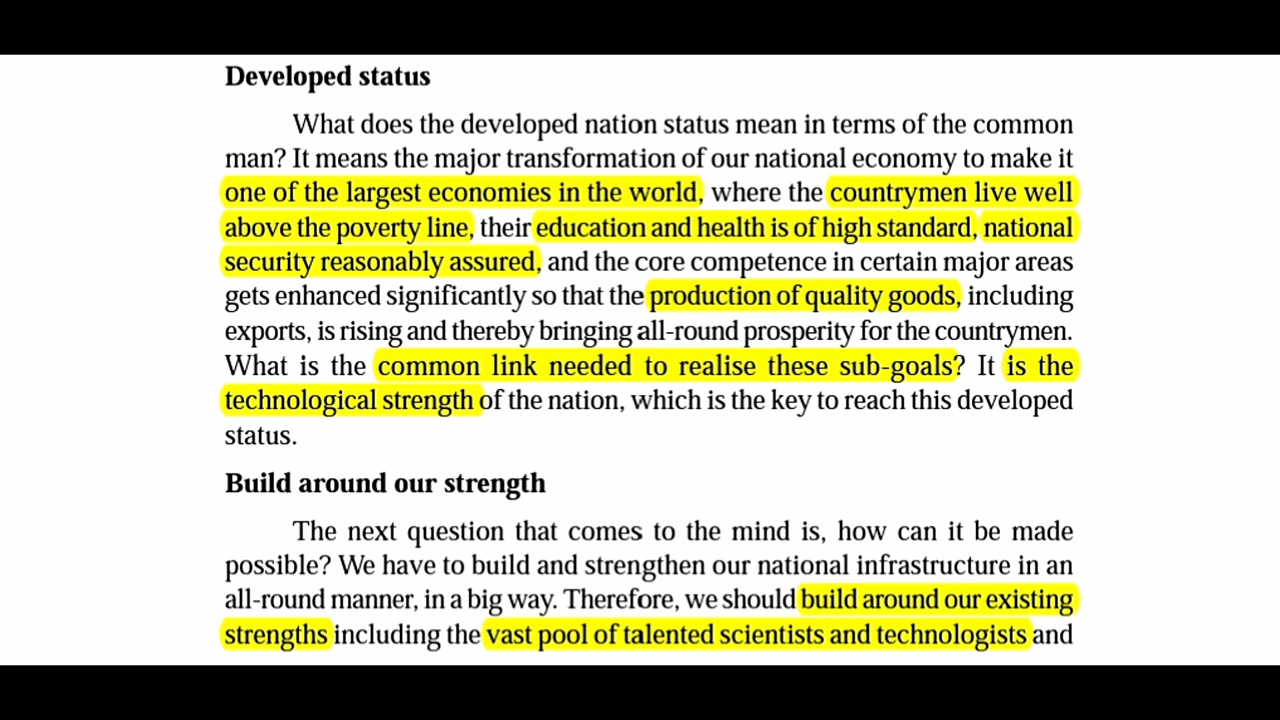 Developed status
What does the developed nation status mean in terms of the common
man? It means the major transformation of our national economy to make it
one of the largest economies in the world, where the countrymen live well
above the poverty line, their education and health is of high standard, national
security reasonably assured, and the core competence in certain major areas
gets enhanced significantly so that the production of quality goods, including
exports, is rising and thereby bringing all-round prosperity for the countrymen.
What is the common link needed to realise these sub-goals? It is the
technological strength of the nation, which is the key to reach this developed
status.
Build around our strength
The next question that comes to the mind is, how can it be made
possible? We have to build and strengthen our national infrastructure in an
all-round manner, in a big way. Therefore, we should build around our existing
strengths including the vast pool of talented scientists and technologists and